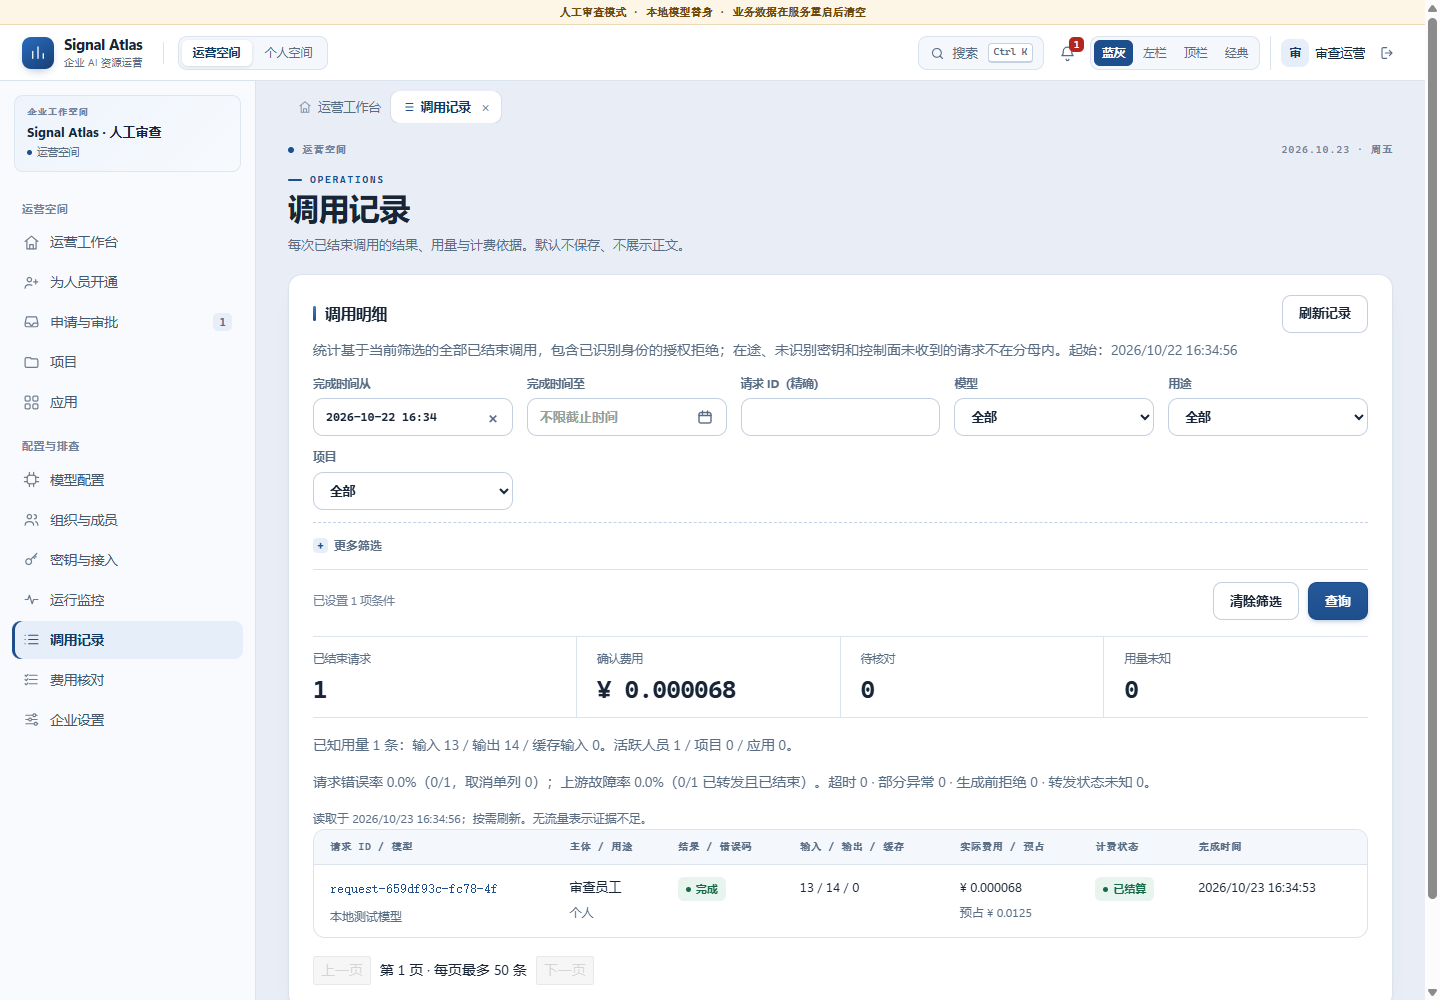 人工审查模式 · 本地模型替身 · 业务数据在服务重启后清空
Signal Atlas
企业 AI 资源运营
运营空间 个人空间
搜索 Ctrl K
1
蓝灰 左栏 顶栏 经典
审 审查运营
企业工作空间
Signal Atlas · 人工审查
运营空间
运营空间
运营工作台
为人员开通
申请与审批 1
项目
应用
配置与排查
模型配置
组织与成员
密钥与接入
运行监控
调用记录
费用核对
企业设置
运营工作台 调用记录 ×
运营空间 2026.10.23 · 周五
OPERATIONS
调用记录
每次已结束调用的结果、用量与计费依据。默认不保存、不展示正文。
调用明细 刷新记录
统计基于当前筛选的全部已结束调用，包含已识别身份的授权拒绝；在途、未识别密钥和控制面未收到的请求不在分母内。起始：2026/10/22 16:34:56
完成时间从 完成时间至 请求 ID（精确） 模型 用途
2026-10-22 16:34 × 不限截止时间 全部 全部
项目
全部
+ 更多筛选
已设置 1 项条件 清除筛选 查询
已结束请求 确认费用 待核对 用量未知
1 ¥ 0.000068 0 0
已知用量 1 条：输入 13 / 输出 14 / 缓存输入 0。活跃人员 1 / 项目 0 / 应用 0。
请求错误率 0.0%（0/1，取消单列 0）；上游故障率 0.0%（0/1 已转发且已结束）。超时 0 · 部分异常 0 · 生成前拒绝 0 · 转发状态未知 0。
读取于 2026/10/23 16:34:56；按需刷新。无流量表示证据不足。
请求 ID / 模型 主体 / 用途 结果 / 错误码 输入 / 输出 / 缓存 实际费用 / 预占 计费状态 完成时间
request-659df93c-fc78-4f 审查员工 完成 13 / 14 / 0 ¥ 0.000068 已结算 2026/10/23 16:34:53
本地测试模型 个人 预占 ¥ 0.0125
上一页 第 1 页 · 每页最多 50 条 下一页